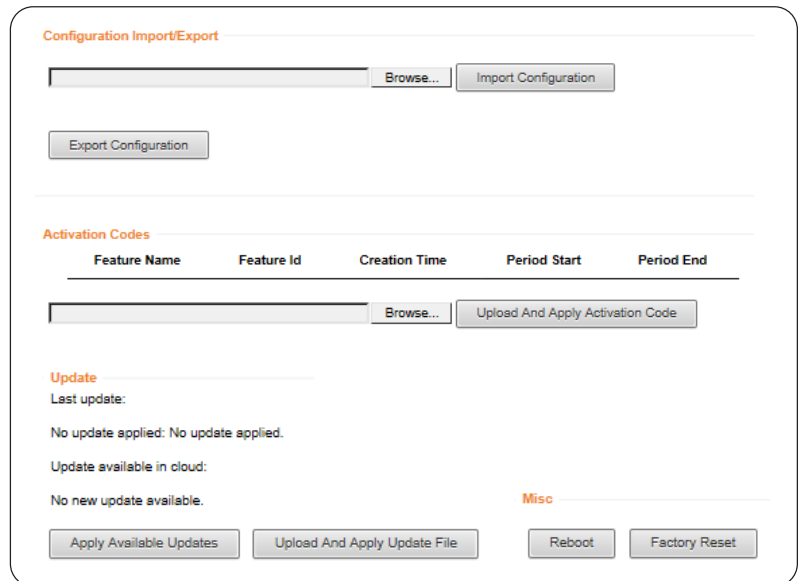 Configuration Import/Export
Browse... Import Configuration
Export Configuration
Activation Codes
Feature Name Feature Id Creation Time Period Start Period End
Browse... Upload And Apply Activation Code
Update
Last update:
No update applied: No update applied.
Update available in cloud:
No new update available.
Misc
Apply Available Updates Upload And Apply Update File Reboot Factory Reset